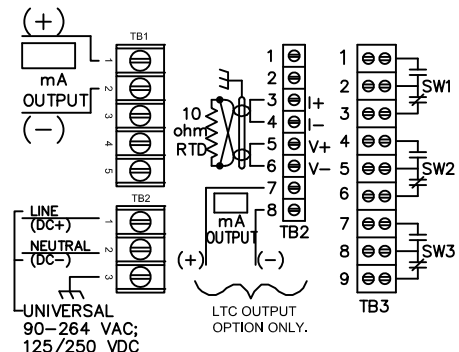 (+)
mA
OUTPUT
(-)
TB1
1
2
3
4
5
LINE
(DC+)
NEUTRAL
(DC-)
TB2
1
2
3
UNIVERSAL
90-264 VAC;
125/250 VDC
10
ohm
RTD
1
2
3 I+
4 I-
5 V+
6 V-
7
8
TB2
mA
OUTPUT
(+) (-)
LTC OUTPUT
OPTION ONLY.
1
2 SW1
3
4
5 SW2
6
7
8 SW3
9
TB3